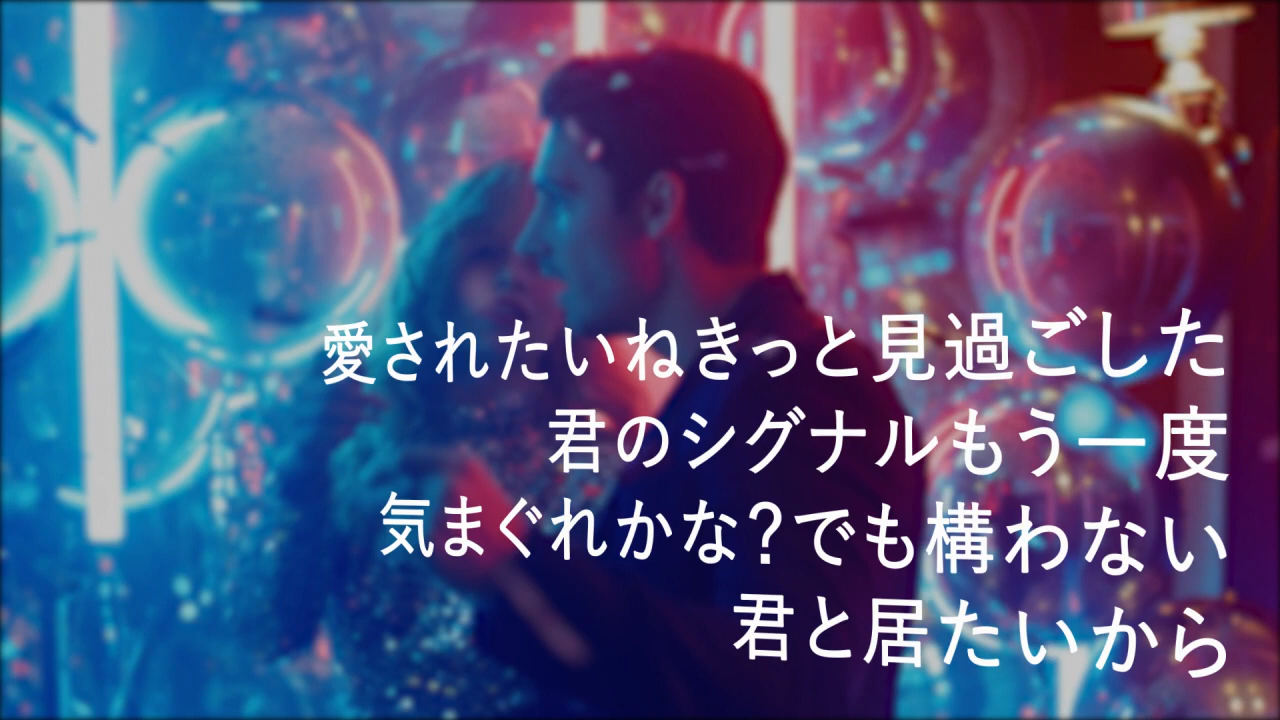 愛されたいねきっと見過ごした
君のシグナルもう一度
気まぐれかな?でも構わない
君と居たいから